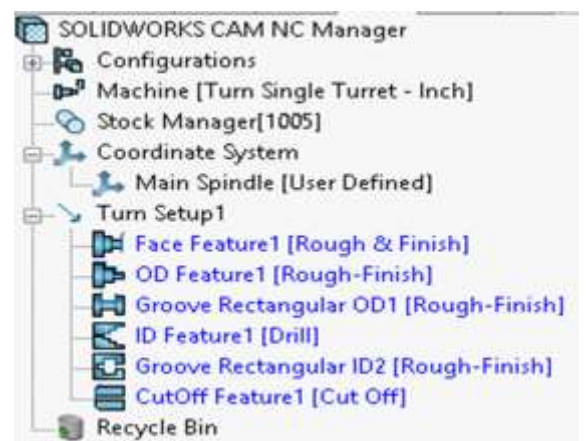 SOLIDWORKS CAM NC Manager
Configurations
Machine [Turn Single Turret - Inch]
Stock Manager[1005]
Coordinate System
Main Spindle [User Defined]
Turn Setup1
Face Feature1 [Rough & Finish]
OD Feature1 [Rough-Finish]
Groove Rectangular OD1 [Rough-Finish]
ID Feature1 [Drill]
Groove Rectangular ID2 [Rough-Finish]
CutOff Feature1 [Cut Off]
Recycle Bin